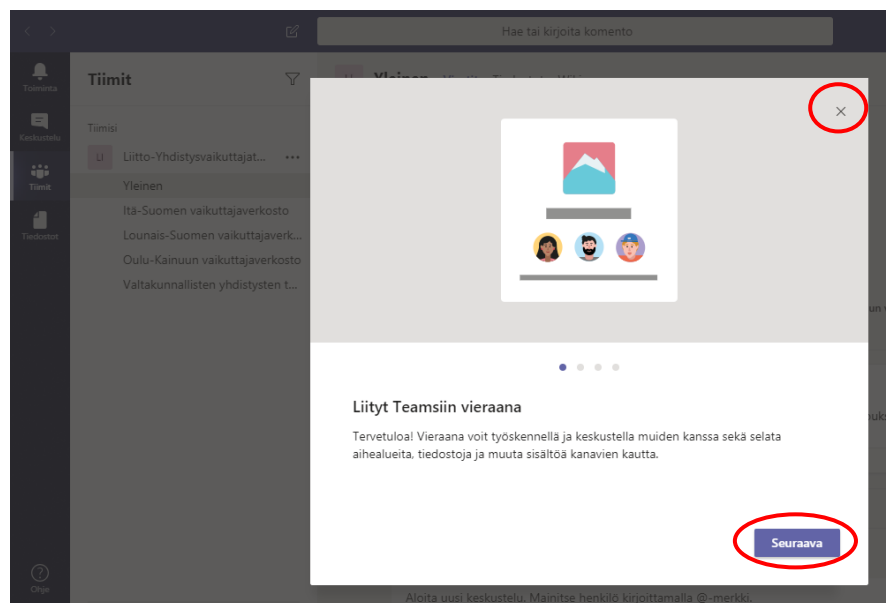 Hae tai kirjoita komento
Toiminta
Keskustelu
Tiimit
Tiedostot
Ohje
Tiimit
Tiimisi
LI Liitto-Yhdistysvaikuttajat...
Yleinen
Itä-Suomen vaikuttajaverkosto
Lounais-Suomen vaikuttajaverk...
Oulu-Kainuun vaikuttajaverkosto
Valtakunnallisten yhdistysten t...
Liityt Teamsiin vieraana
Tervetuloa! Vieraana voit työskennellä ja keskustella muiden kanssa sekä selata
aihealueita, tiedostoja ja muuta sisältöä kanavien kautta.
Seuraava
Aloita uusi keskustelu. Mainitse henkilö kirjoittamalla @-merkki.